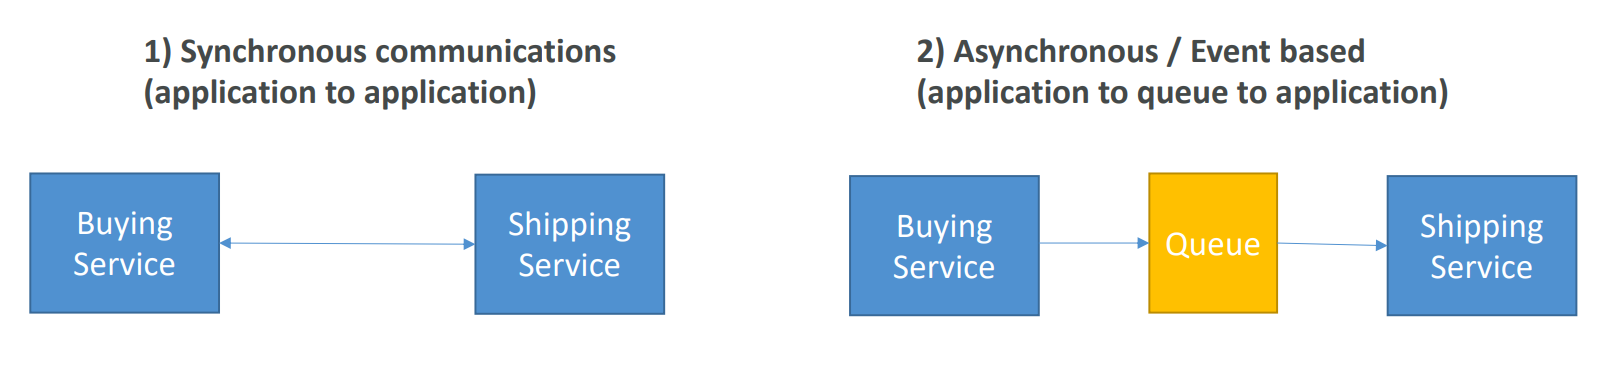 1) Synchronous communications
(application to application)
Buying
Service
Shipping
Service
2) Asynchronous / Event based
(application to queue to application)
Buying
Service
Queue
Shipping
Service